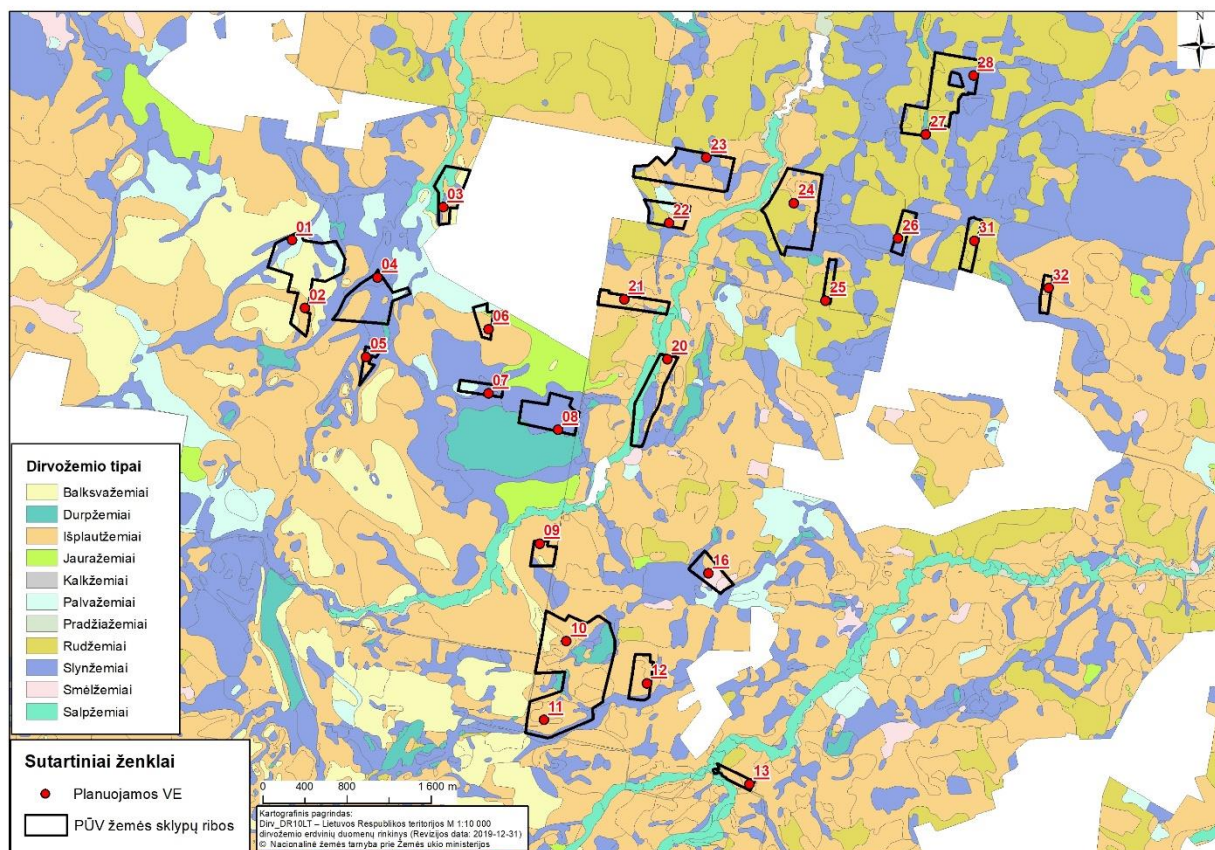 N
28
27
23
24
22
03
26
31
01
04
32
02
21
25
06
05
20
07
08
09
16
10
12
11
13
Dirvožemio tipai
Balksvažemiai
Durpžemiai
Išplautžemiai
Jauražemiai
Kalkžemiai
Palvažemiai
Pradžiažemiai
Rudžemiai
Slynžemiai
Smėlžemiai
Salpžemiai
Sutartiniai ženklai
Planuojamos VE
PŪV žemės sklypų ribos
0 400 800 1 600 m
Kartografinis pagrindas:
Dirv_DR10LT – Lietuvos Respublikos teritorijos M 1:10 000
dirvožemio erdvinių duomenų rinkinys (Revizijos data: 2019-12-31)
© Nacionalinė žemės tarnyba prie Žemės ūkio ministerijos